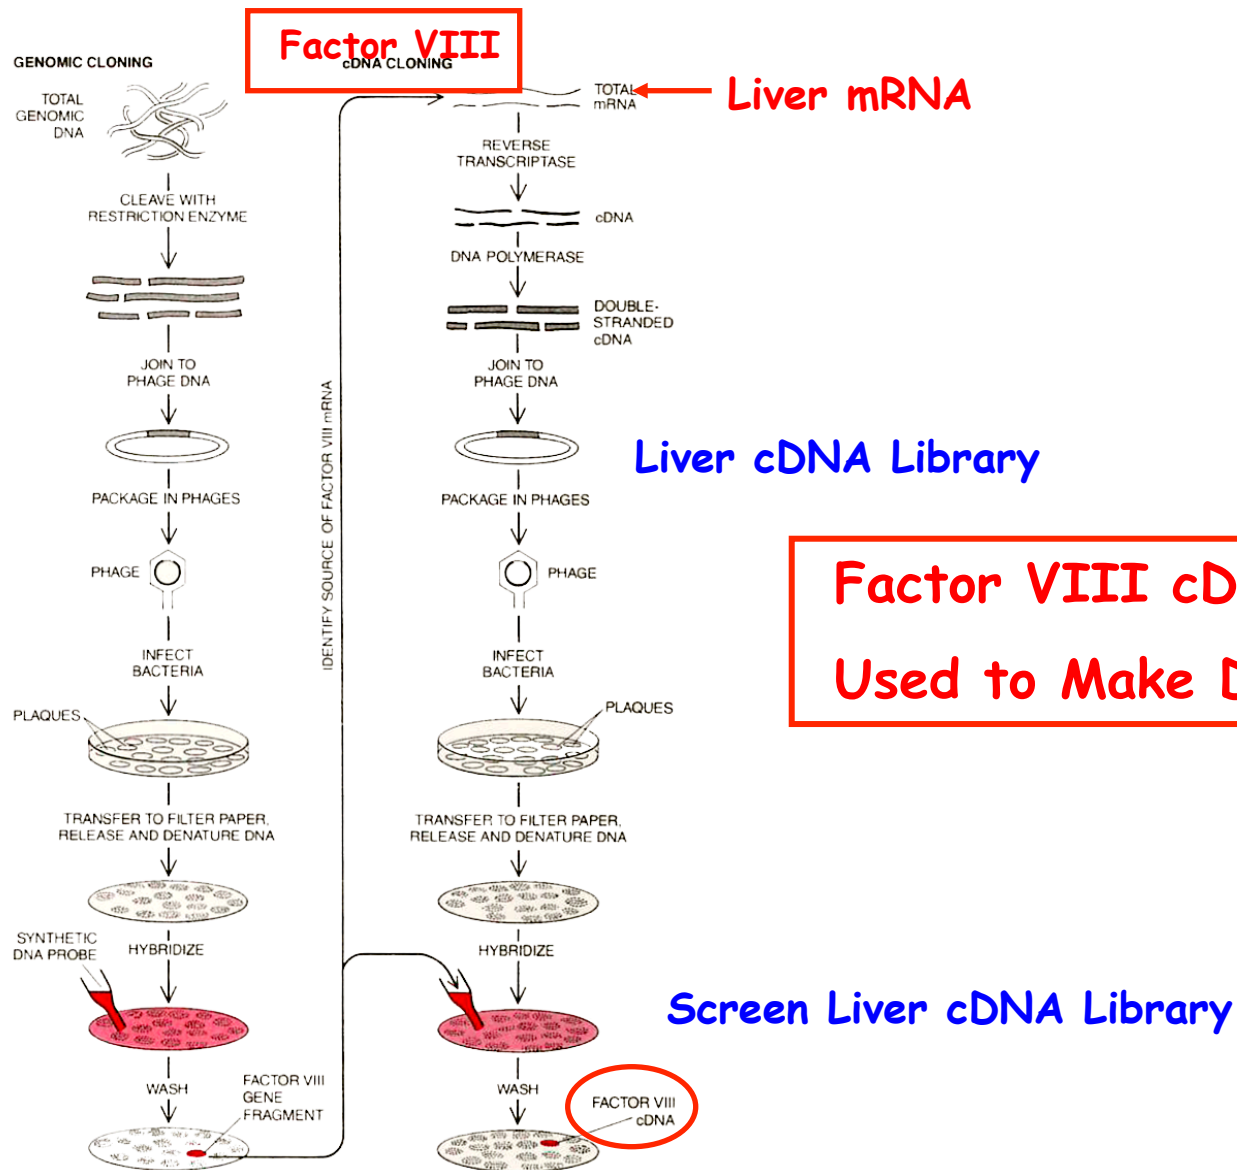 Factor VIII
GENOMIC CLONING
cDNA CLONING
TOTAL
GENOMIC
DNA
TOTAL
mRNA
Liver mRNA
REVERSE
TRANSCRIPTASE
CLEAVE WITH
RESTRICTION ENZYME
cDNA
DNA POLYMERASE
DOUBLE-
STRANDED
cDNA
JOIN TO
PHAGE DNA
JOIN TO
PHAGE DNA
IDENTIFY SOURCE OF FACTOR VIII mRNA
Liver cDNA Library
PACKAGE IN PHAGES
PACKAGE IN PHAGES
PHAGE
PHAGE
Factor VIII cD
Used to Make D
INFECT
BACTERIA
INFECT
BACTERIA
PLAQUES
PLAQUES
TRANSFER TO FILTER PAPER,
RELEASE AND DENATURE DNA
TRANSFER TO FILTER PAPER,
RELEASE AND DENATURE DNA
SYNTHETIC
DNA PROBE
HYBRIDIZE
HYBRIDIZE
Screen Liver cDNA Library
WASH
FACTOR VIII
GENE
FRAGMENT
WASH
FACTOR VIII
cDNA